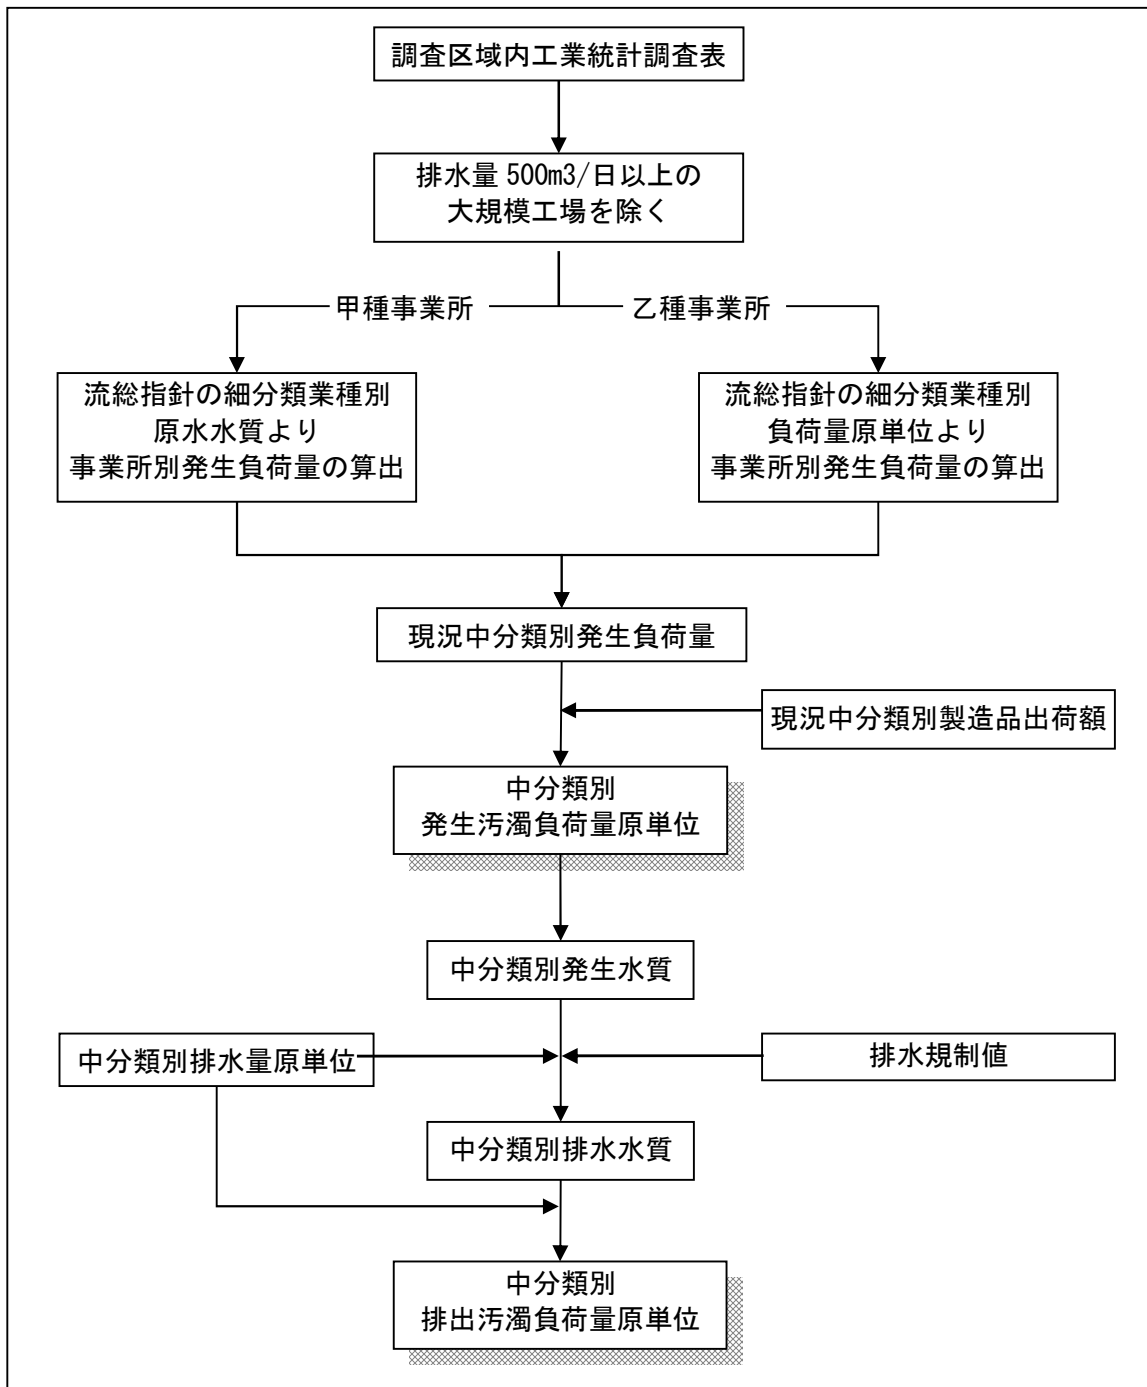 調査区域内工業統計調査表
排水量 500m3/日以上の
大規模工場を除く
甲種事業所
乙種事業所
流総指針の細分類業種別
原水水質より
事業所別発生負荷量の算出
流総指針の細分類業種別
負荷量原単位より
事業所別発生負荷量の算出
現況中分類別発生負荷量
現況中分類別製造品出荷額
中分類別
発生汚濁負荷量原単位
中分類別発生水質
中分類別排水量原単位
排水規制値
中分類別排水水質
中分類別
排出汚濁負荷量原単位